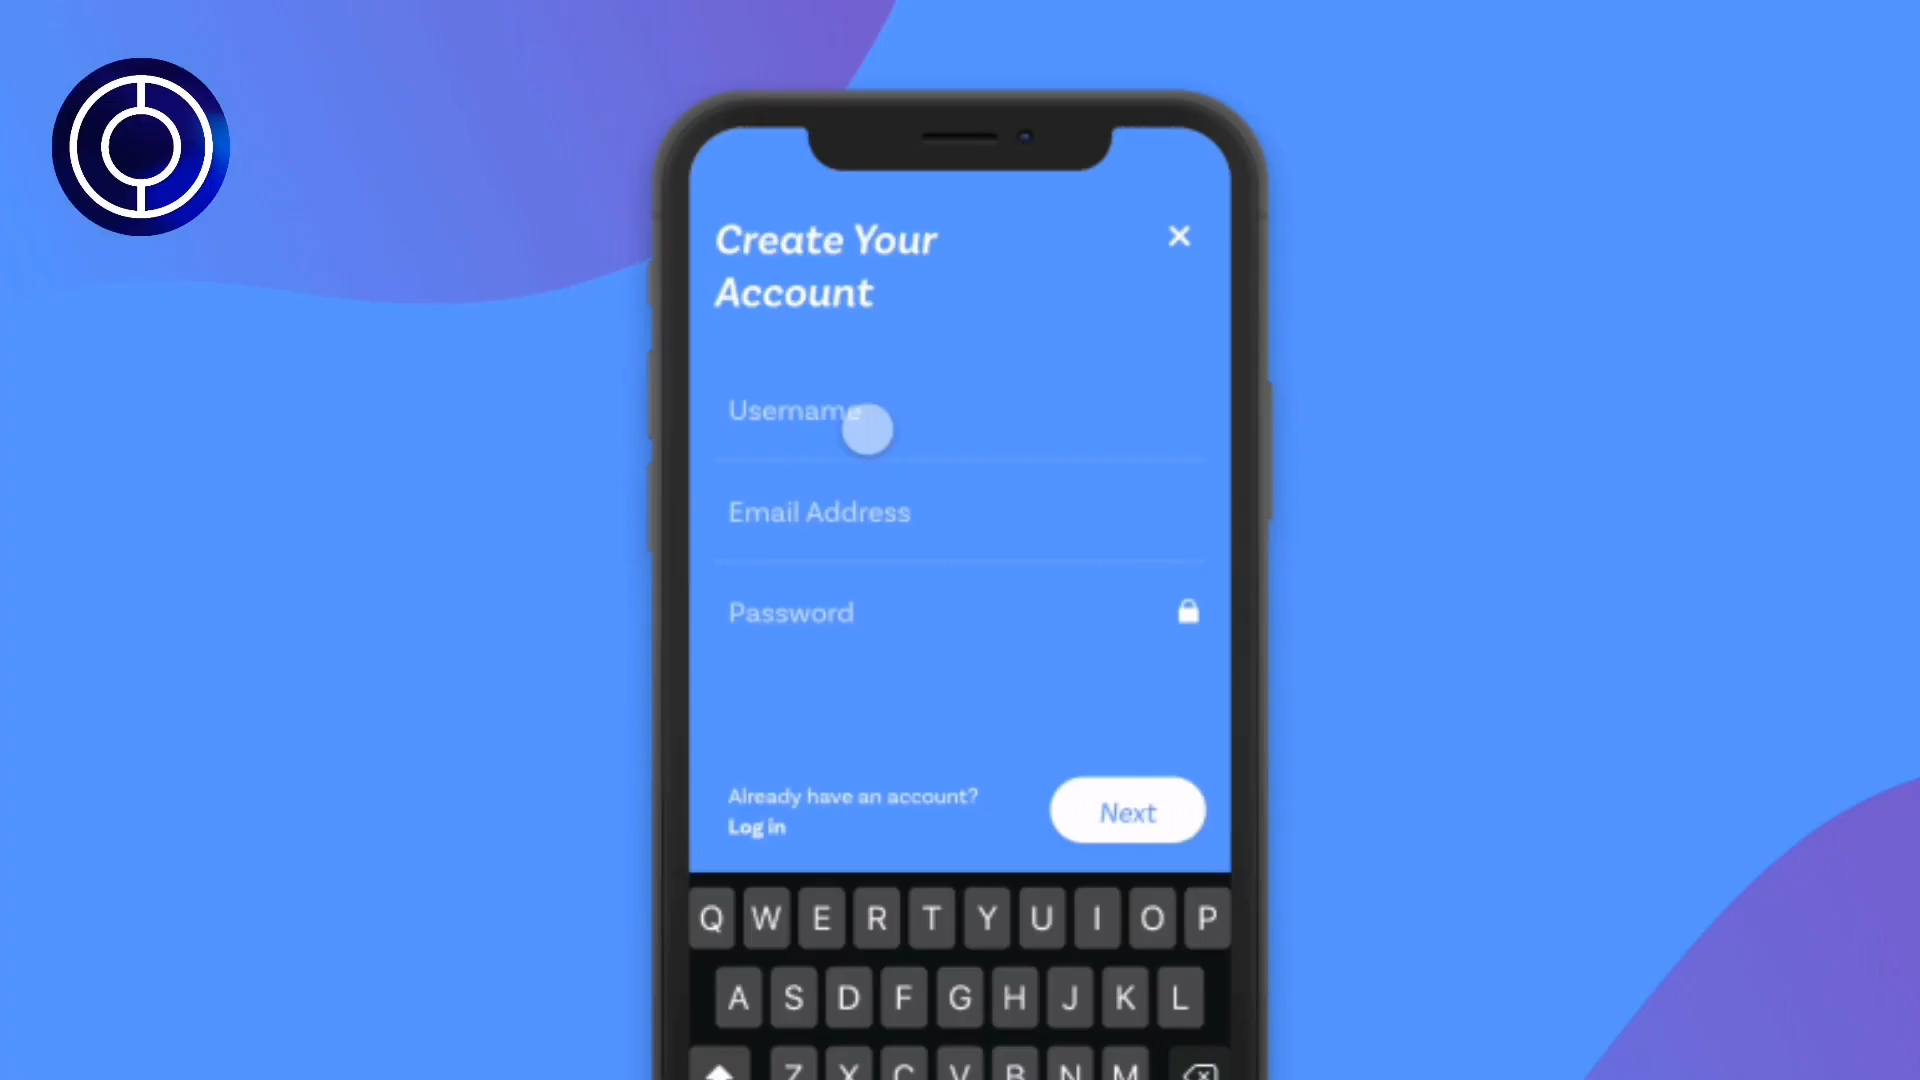 Create Your
Account
Username
Email Address
Password
Already have an account?
Log in
Next
Q W E R T Y U I O P
A S D F G H J K L
Z X C V B N M